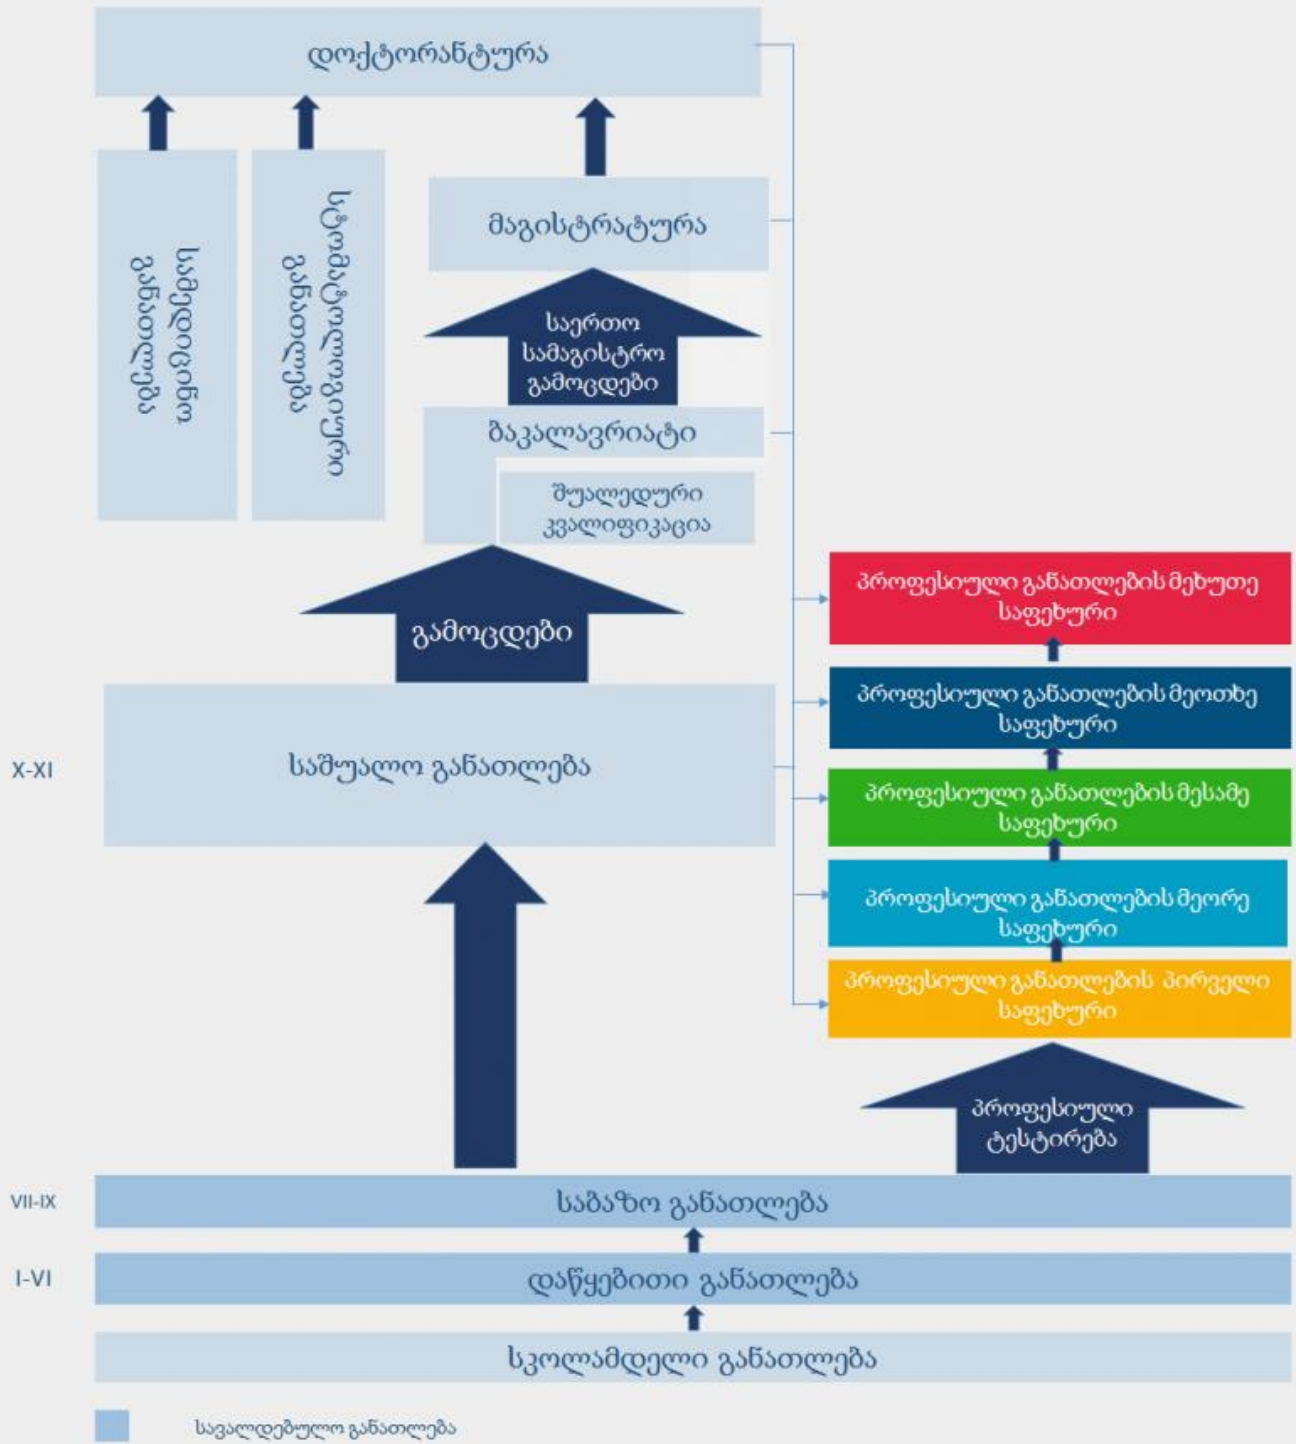 დოქტორანტურა
სამედიცინო
განათლება
სტომატოლოგიური
განათლება
მაგისტრატურა
საერთო
სამაგისტრო
გამოცდები
ბაკალავრიატი
შუალედური
კვალიფიკაცია
გამოცდები
პროფესიული განათლების მეხუთე
საფეხური
პროფესიული განათლების მეოთხე
საფეხური
X-XI
საშუალო განათლება
პროფესიული განათლების მესამე
საფეხური
პროფესიული განათლების მეორე
საფეხური
პროფესიული განათლების პირველი
საფეხური
პროფესიული
ტესტირება
VII-IX
საბაზო განათლება
I-VI
დაწყებითი განათლება
სკოლამდელი განათლება
სავალდებულო განათლება